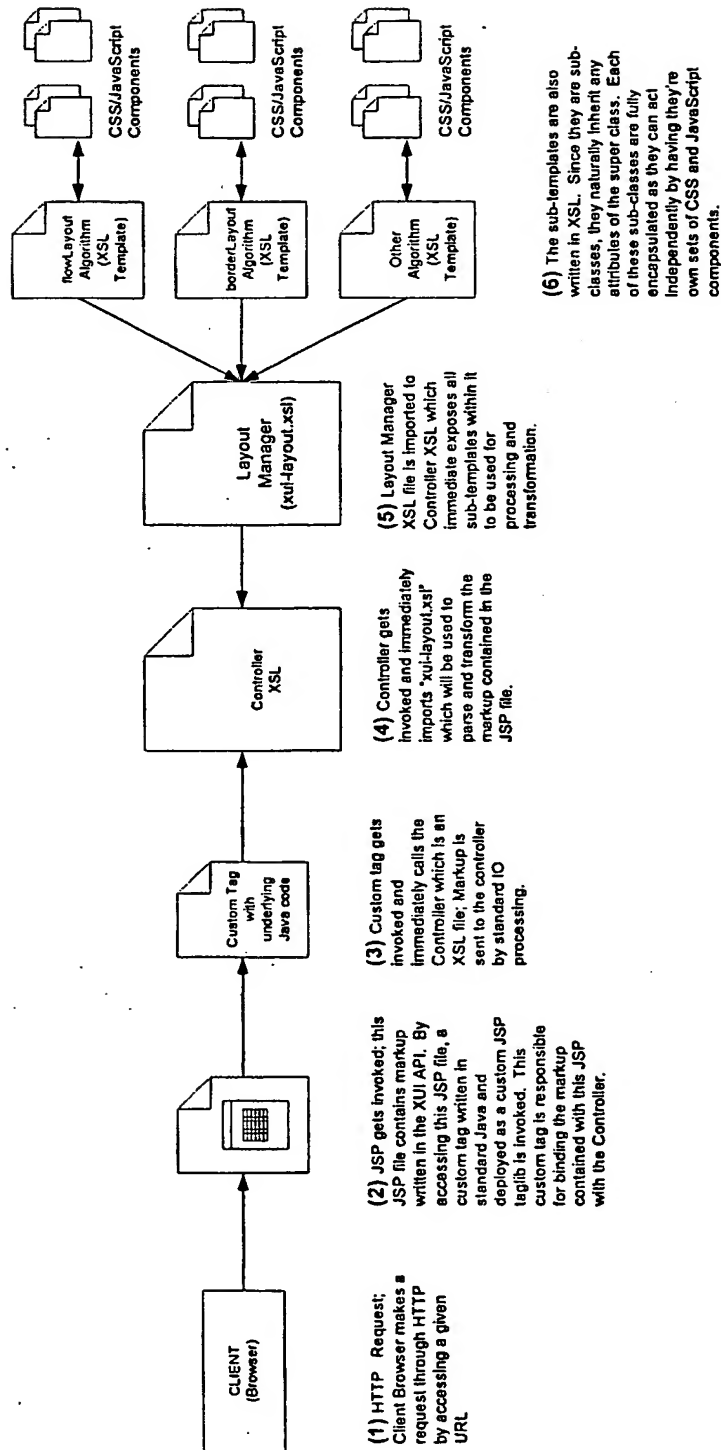 CLIENT
(Browser)
(1) HTTP Request;
Client Browser makes a
request through HTTP
by accessing a given
URL
(2) JSP gets invoked; this
JSP file contains markup
written in the XUI API. By
accessing this JSP file, a
custom tag written in
standard Java and
deployed as a custom JSP
taglib is invoked. This
custom tag is responsible
for binding the markup
contained with this JSP
with the Controller.
Custom Tag
with
underlying
Java code
(3) Custom tag gets
invoked and
immediately calls the
Controller which is an
XSL file; Markup is
sent to the controller
by standard IO
processing.
Controller
XSL
(4) Controller gets
invoked and immediately
imports "xui-layout.xsl"
which will be used to
parse and transform the
markup contained in the
JSP file.
Layout
Manager
(xui-layout.xsl)
(5) Layout Manager
XSL file is imported to
Controller XSL which
immediate exposes all
sub-templates within it
to be used for
processing and
transformation.
flowLayout
Algorithm
(XSL
Template)
CSS/JavaScript
Components
borderLayout
Algorithm
(XSL
Template)
CSS/JavaScript
Components
Other
Algorithm
(XSL
Template)
CSS/JavaScript
Components
(6) The sub-templates are also
written in XSL. Since they are sub-
classes, they naturally inherit any
attributes of the super class. Each
of these sub-classes are fully
encapsulated as they can act
independently by having they're
own sets of CSS and JavaScript
components.